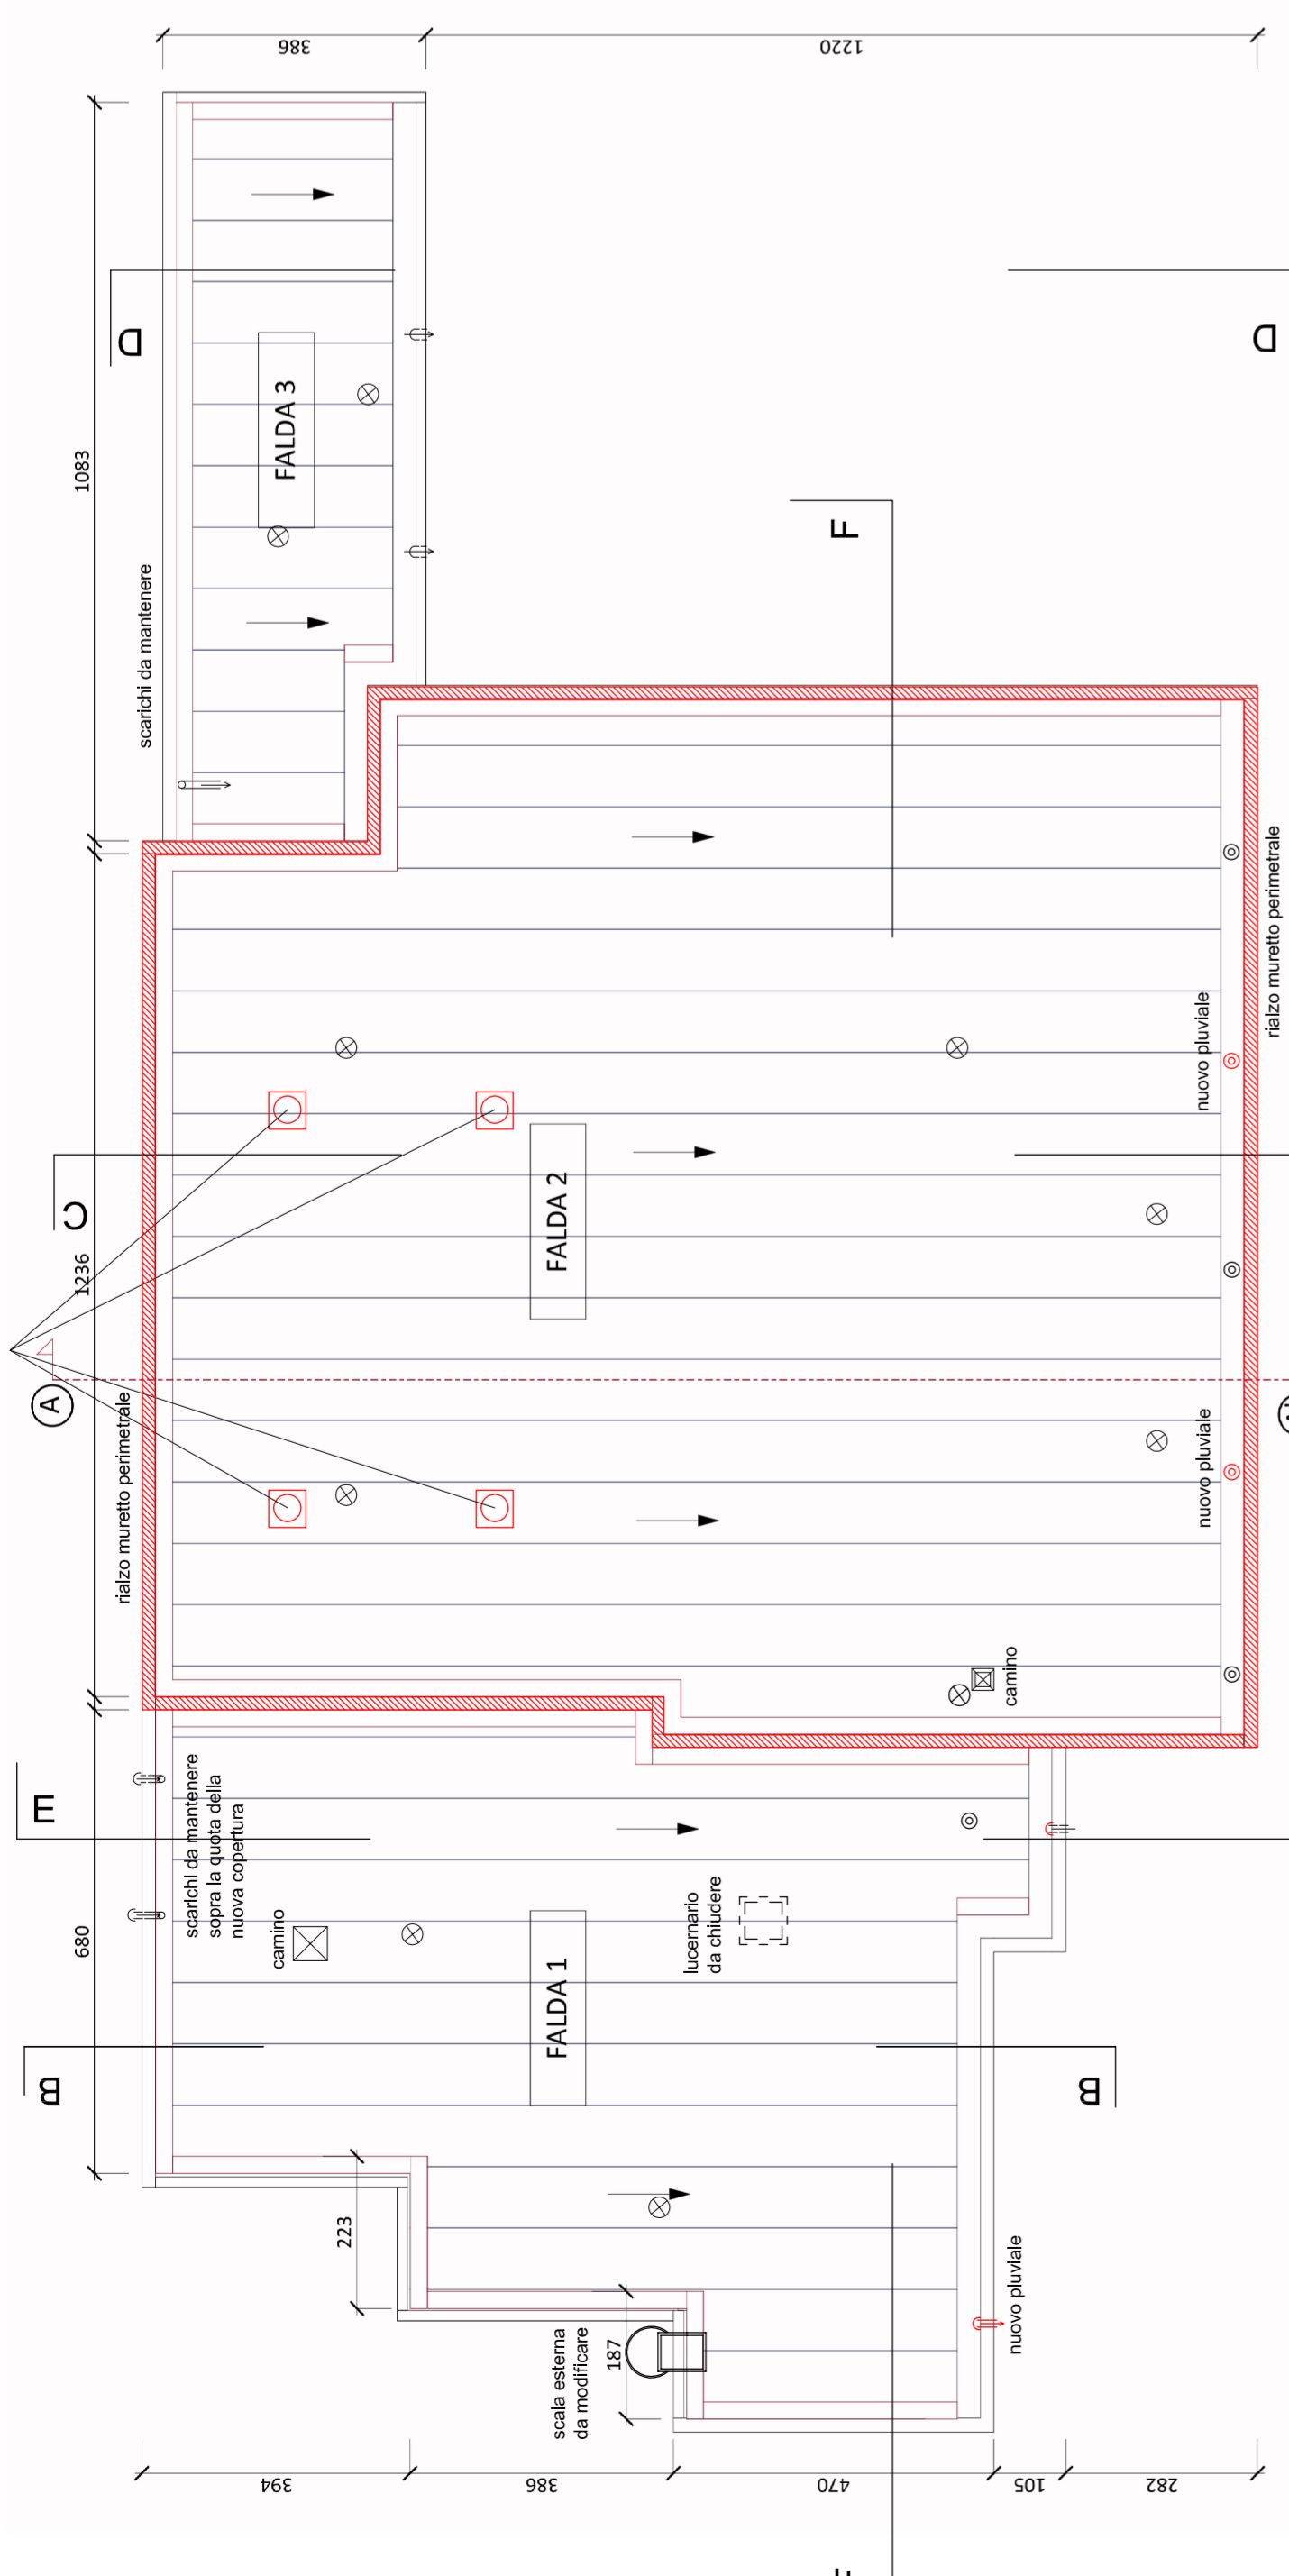 386
1220
1083
D
D
FALDA 3
scarichi da mantenere
F
rialzo muretto perimetrale
nuovo pluviale
C
1236
FALDA 2
A
rialzo muretto perimetrale
nuovo pluviale
camino
E
scarichi da mantenere
sopra la quota della
nuova copertura
680
camino
lucernario
da chiudere
FALDA 1
B
B
223
187
scala esterna
da modificare
nuovo pluviale
394
386
470
105
282